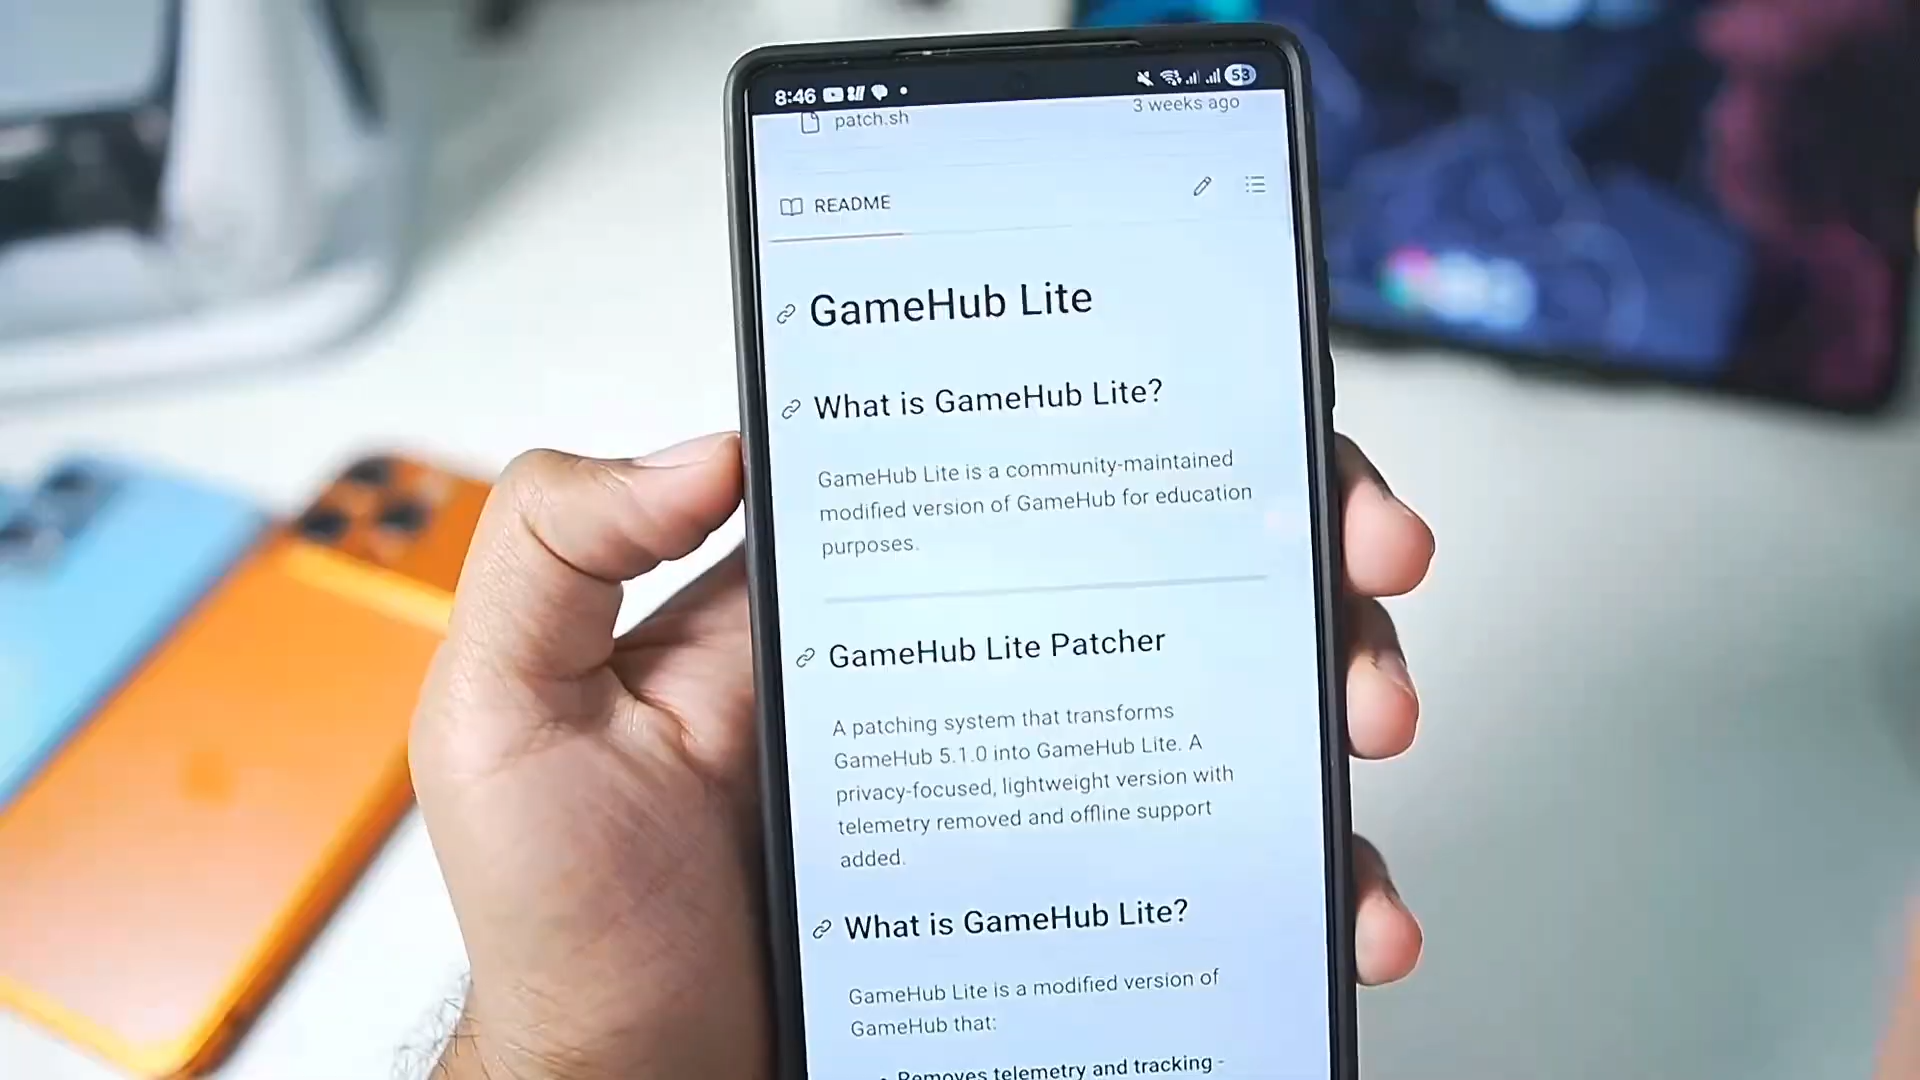 8:46
53
patch.sh
3 weeks ago
README
GameHub Lite
What is GameHub Lite?
GameHub Lite is a community-maintained
modified version of GameHub for education
purposes.
GameHub Lite Patcher
A patching system that transforms
GameHub 5.1.0 into GameHub Lite. A
privacy-focused, lightweight version with
telemetry removed and offline support
added.
What is GameHub Lite?
GameHub Lite is a modified version of
GameHub that:
Removes telemetry and tracking -